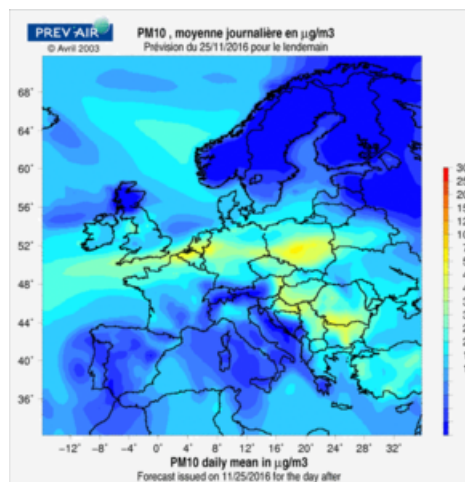 PREV'AIR
© Avril 2003
PM10 , moyenne journalière en µg/m3
Prévision du 25/11/2016 pour le lendemain
68°
64°
60°
56°
52°
48°
44°
40°
36°
−12° −8° −4° 0° 4° 8° 12° 16° 20° 24° 28° 32°
PM10 daily mean in µg/m3
Forecast issued on 11/25/2016 for the day after